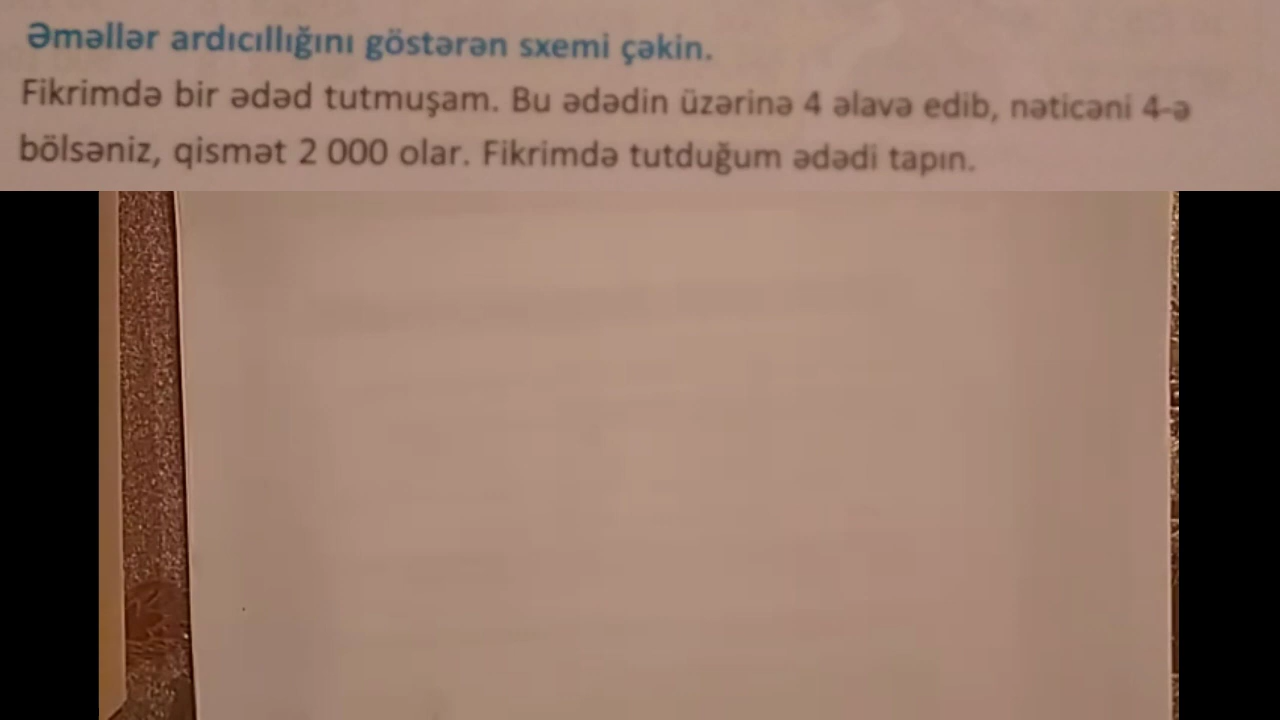 Əməllər ardıcıllığını göstərən sxemi çəkin.
Fikrimdə bir ədəd tutmuşam. Bu ədədin üzərinə 4 əlavə edib, nəticəni 4-ə
bölsəniz, qismət 2 000 olar. Fikrimdə tutduğum ədədi tapın.